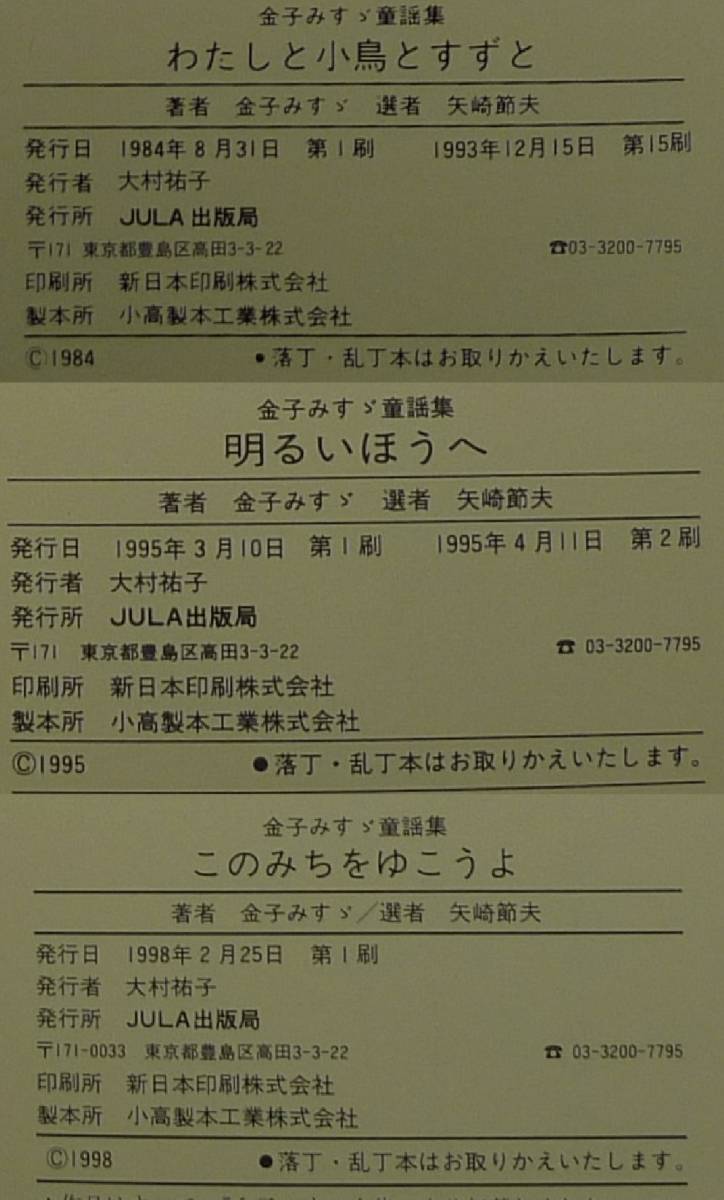 金子みすゞ童謡集
わたしと小鳥とすずと
著者　金子みすゞ　選者　矢崎節夫
発行日　1984年8月31日　第1刷　1993年12月15日　第15刷
発行者　大村祐子
発行所　JULA出版局
〒171 東京都豊島区高田3-3-22　☎03-3200-7795
印刷所　新日本印刷株式会社
製本所　小高製本工業株式会社
©1984　●落丁・乱丁本はお取りかえいたします。
金子みすゞ童謡集
明るいほうへ
著者　金子みすゞ　選者　矢崎節夫
発行日　1995年3月10日　第1刷　1995年4月11日　第2刷
発行者　大村祐子
発行所　JULA出版局
〒171　東京都豊島区高田3-3-22　☎ 03-3200-7795
印刷所　新日本印刷株式会社
製本所　小高製本工業株式会社
©1995　●落丁・乱丁本はお取りかえいたします。
金子みすゞ童謡集
このみちをゆこうよ
著者　金子みすゞ／選者　矢崎節夫
発行日　1998年2月25日　第1刷
発行者　大村祐子
発行所　JULA出版局
〒171-0033　東京都豊島区高田3-3-22　☎ 03-3200-7795
印刷所　新日本印刷株式会社
製本所　小高製本工業株式会社
©1998　●落丁・乱丁本はお取りかえいたします。